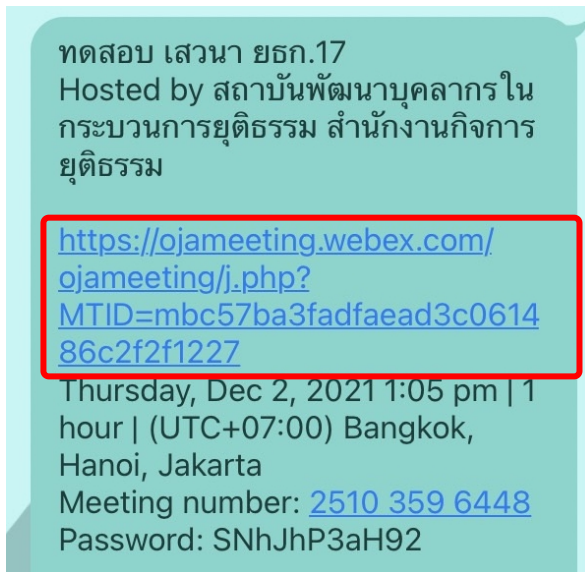 ทดสอบ เสวนา ยธก.17
Hosted by สถาบันพัฒนาบุคลากรใน
กระบวนการยุติธรรม สำนักงานกิจการ
ยุติธรรม
https://ojameeting.webex.com/
ojameeting/j.php?
MTID=mbc57ba3fadfaead3c0614
86c2f2f1227
Thursday, Dec 2, 2021 1:05 pm | 1
hour | (UTC+07:00) Bangkok,
Hanoi, Jakarta
Meeting number: 2510 359 6448
Password: SNhJhP3aH92